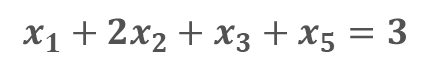 x₁ + 2x₂ + x₃ + x₅ = 3